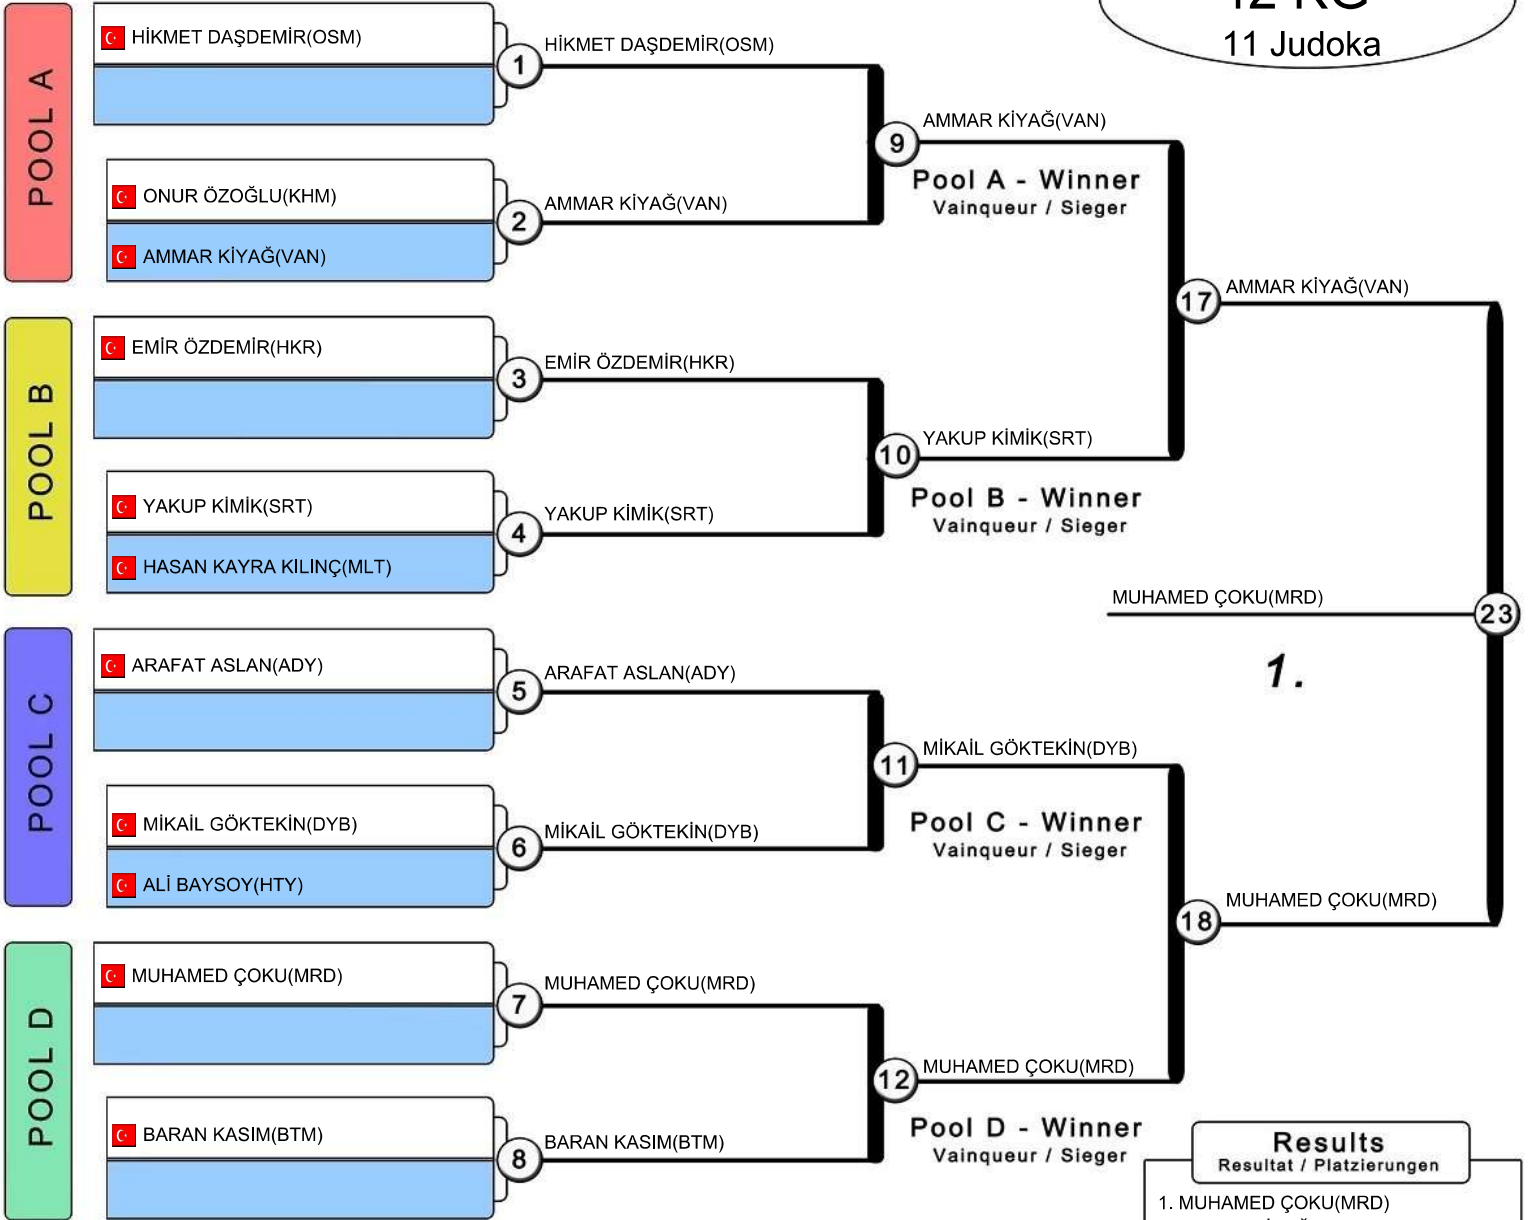 42 KG
11 Judoka
POOL A
HİKMET DAŞDEMİR(OSM)
1
HİKMET DAŞDEMİR(OSM)
ONUR ÖZOĞLU(KHM)
AMMAR KİYAĞ(VAN)
2
AMMAR KİYAĞ(VAN)
9
AMMAR KİYAĞ(VAN)
Pool A - Winner
Vainqueur / Sieger
POOL B
EMİR ÖZDEMİR(HKR)
3
EMİR ÖZDEMİR(HKR)
YAKUP KİMİK(SRT)
HASAN KAYRA KILINÇ(MLT)
4
YAKUP KİMİK(SRT)
10
YAKUP KİMİK(SRT)
Pool B - Winner
Vainqueur / Sieger
17
AMMAR KİYAĞ(VAN)
POOL C
ARAFAT ASLAN(ADY)
5
ARAFAT ASLAN(ADY)
MİKAİL GÖKTEKİN(DYB)
ALİ BAYSOY(HTY)
6
MİKAİL GÖKTEKİN(DYB)
11
MİKAİL GÖKTEKİN(DYB)
Pool C - Winner
Vainqueur / Sieger
POOL D
MUHAMED ÇOKU(MRD)
7
MUHAMED ÇOKU(MRD)
BARAN KASIM(BTM)
8
BARAN KASIM(BTM)
12
MUHAMED ÇOKU(MRD)
Pool D - Winner
Vainqueur / Sieger
18
MUHAMED ÇOKU(MRD)
MUHAMED ÇOKU(MRD)
23
1.
Results
Resultat / Platzierungen
1. MUHAMED ÇOKU(MRD)